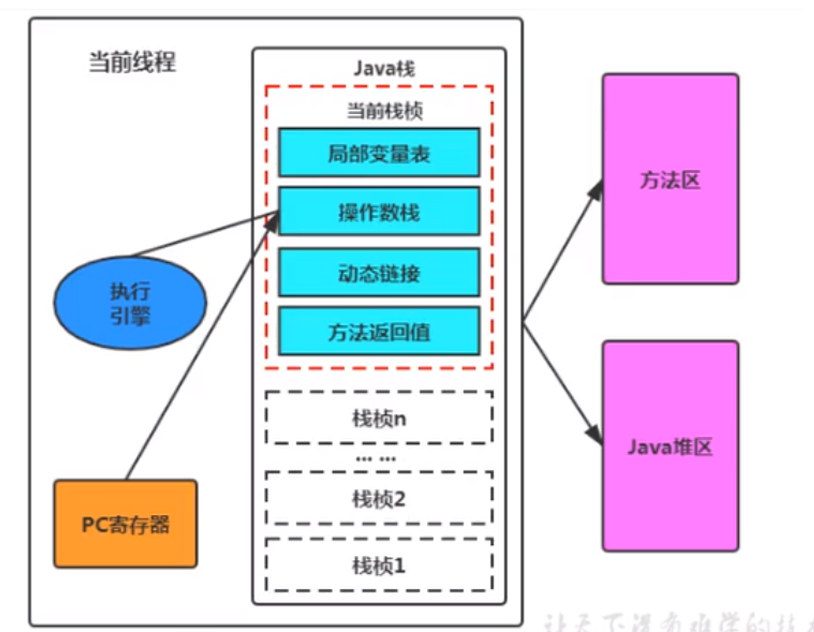 当前线程
Java栈
当前栈桢
局部变量表
操作数栈
动态链接
方法返回值
执行
引擎
栈桢n
... ...
栈桢2
栈桢1
PC寄存器
方法区
Java堆区
让天下没有难学的技